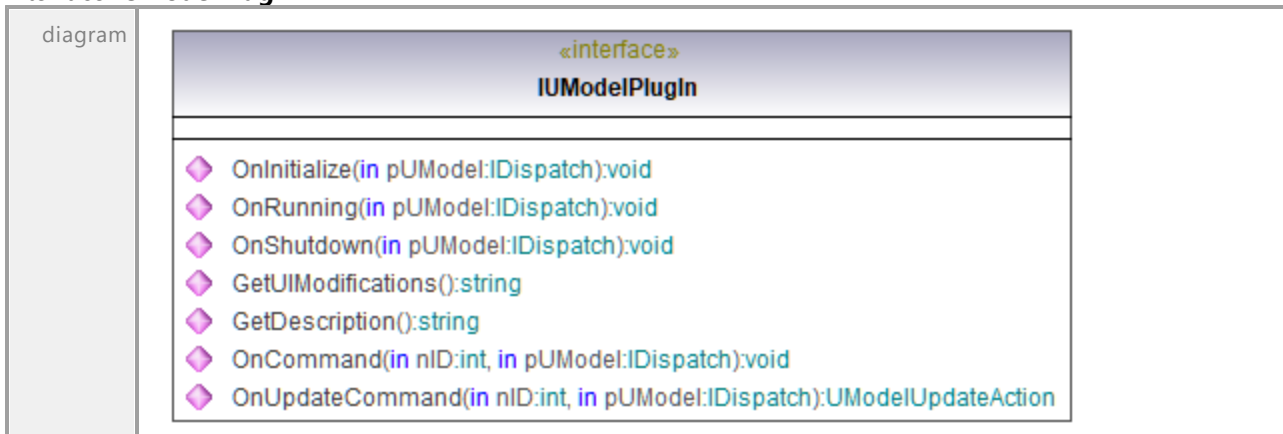 diagram
«interface»
IUModelPlugIn
OnInitialize(in pUModel:IDispatch):void
OnRunning(in pUModel:IDispatch):void
OnShutdown(in pUModel:IDispatch):void
GetUIModifications():string
GetDescription():string
OnCommand(in nID:int, in pUModel:IDispatch):void
OnUpdateCommand(in nID:int, in pUModel:IDispatch):UModelUpdateAction